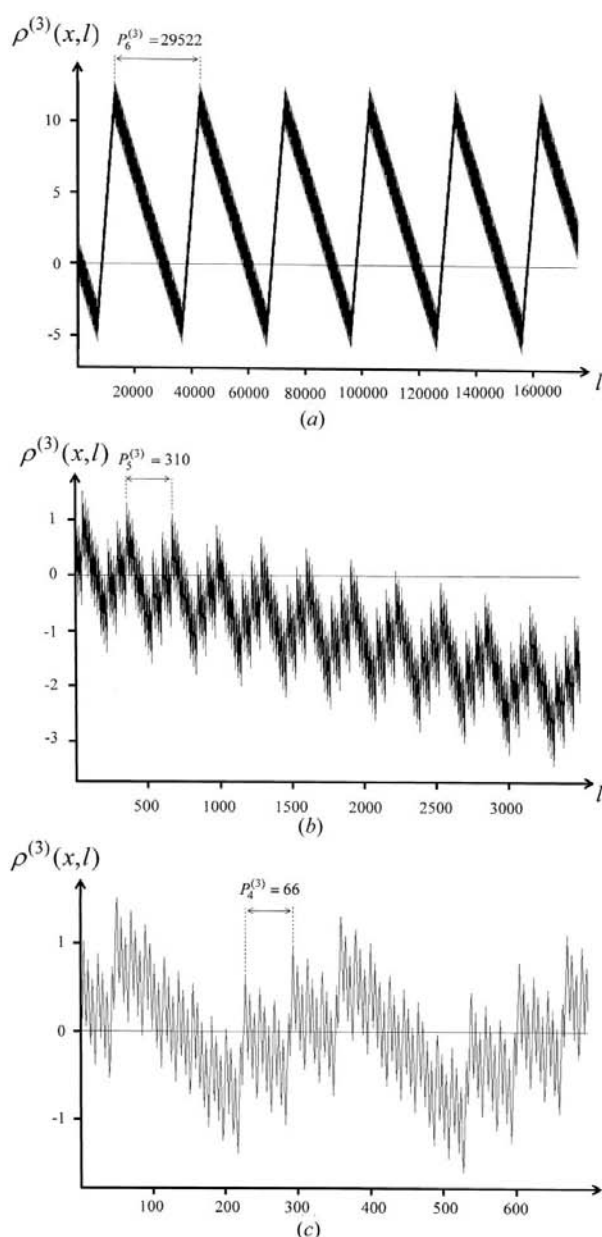 ρ^(3)(x,l)
P_6^(3) = 29522
10
5
0
-5
20000 40000 60000 80000 100000 120000 140000 160000 l
(a)
ρ^(3)(x,l)
P_5^(3) = 310
1
0
-1
-2
-3
500 1000 1500 2000 2500 3000 l
(b)
ρ^(3)(x,l)
P_4^(3) = 66
1
0
-1
100 200 300 400 500 600 l
(c)